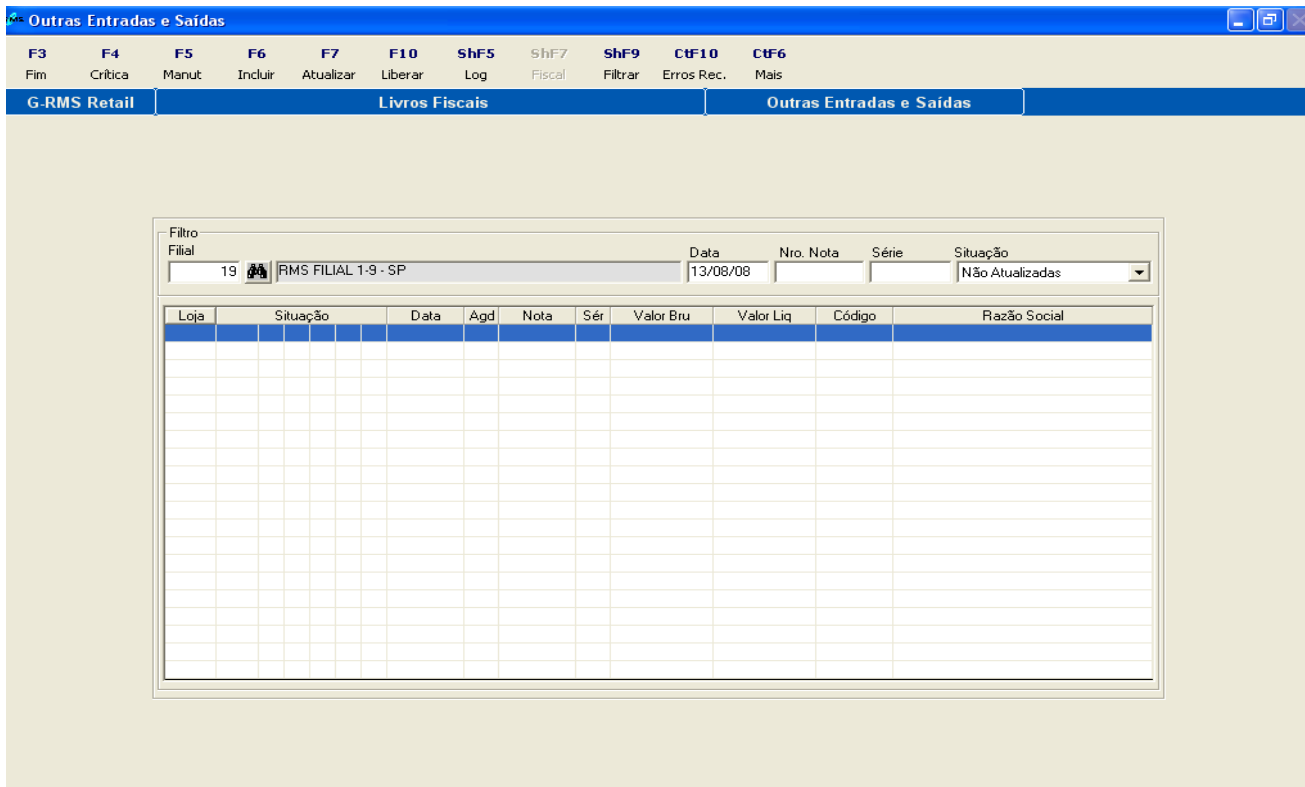 Outras Entradas e Saídas
F3 F4 F5 F6 F7 F10 ShF5 ShF7 ShF9 CtF10 CtF6
Fim Crítica Manut Incluir Atualizar Liberar Log Fiscal Filtrar Erros Rec. Mais
G-RMS Retail Livros Fiscais Outras Entradas e Saídas
Filtro
Filial Data Nro. Nota Série Situação
19 RMS FILIAL 1-9 - SP 13/08/08 Não Atualizadas
Loja Situação Data Agd Nota Sér Valor Bru Valor Liq Código Razão Social